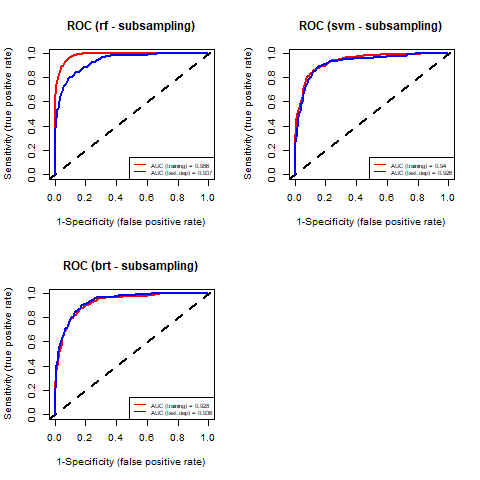 ROC (rf - subsampling)
Sensitivity (true positive rate)
0.0 0.2 0.4 0.6 0.8 1.0
AUC (training) = 0.986
AUC (test.dep) = 0.937
0.0 0.2 0.4 0.6 0.8 1.0
1-Specificity (false positive rate)
ROC (svm - subsampling)
Sensitivity (true positive rate)
0.0 0.2 0.4 0.6 0.8 1.0
AUC (training) = 0.94
AUC (test.dep) = 0.926
0.0 0.2 0.4 0.6 0.8 1.0
1-Specificity (false positive rate)
ROC (brt - subsampling)
Sensitivity (true positive rate)
0.0 0.2 0.4 0.6 0.8 1.0
AUC (training) = 0.928
AUC (test.dep) = 0.936
0.0 0.2 0.4 0.6 0.8 1.0
1-Specificity (false positive rate)